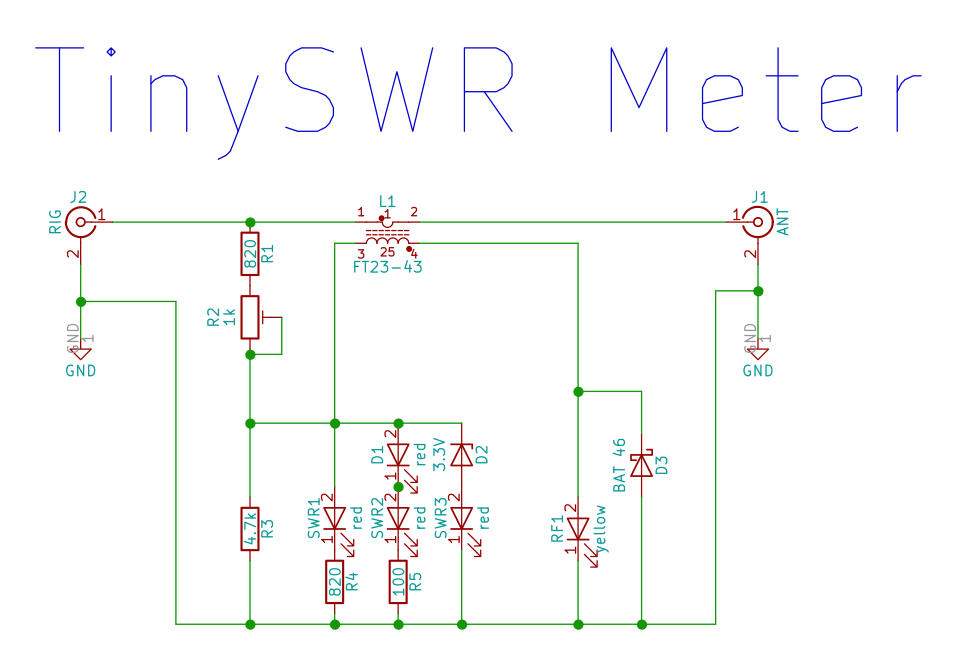 TinySWR Meter
J2
RIG
1
2
GND
1
GND
820
R1
R2
1k
L1
1
1
2
3
25
4
FT23-43
J1
ANT
1
2
GND
1
GND
4.7k
R3
SWR1
2
1
red
820
R4
D1
2
1
red
SWR2
2
1
red
100
R5
3.3V
D2
SWR3
2
1
red
RF1
2
1
yellow
BAT 46
D3